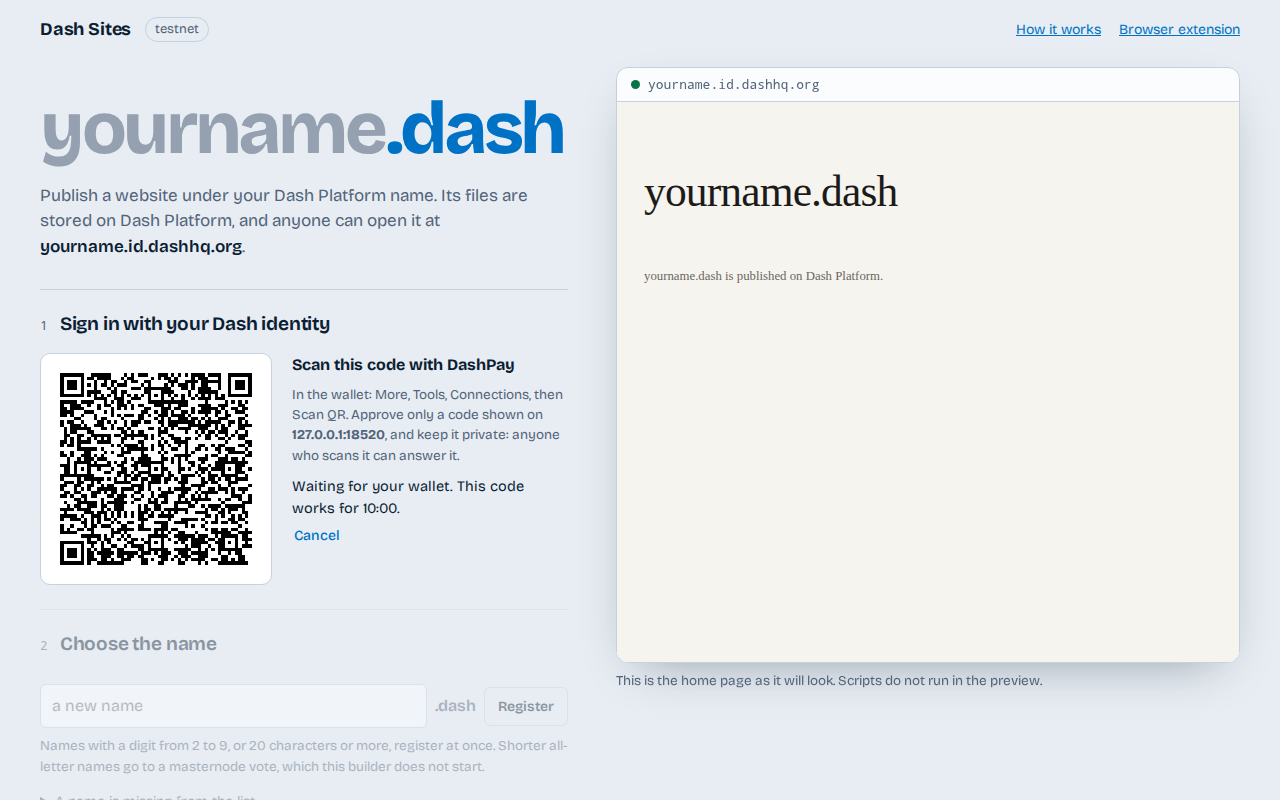 Dash Sites testnet How it works Browser extension
yourname.dash
Publish a website under your Dash Platform name. Its files are
stored on Dash Platform, and anyone can open it at
yourname.id.dashhq.org.
1 Sign in with your Dash identity
Scan this code with DashPay
In the wallet: More, Tools, Connections, then
Scan QR. Approve only a code shown on
127.0.0.1:18520, and keep it private: anyone
who scans it can answer it.
Waiting for your wallet. This code
works for 10:00.
Cancel
2 Choose the name
a new name .dash Register
Names with a digit from 2 to 9, or 20 characters or more, register at once. Shorter all-
letter names go to a masternode vote, which this builder does not start.
A name is missing from the list
yourname.id.dashhq.org
yourname.dash
yourname.dash is published on Dash Platform.
This is the home page as it will look. Scripts do not run in the preview.